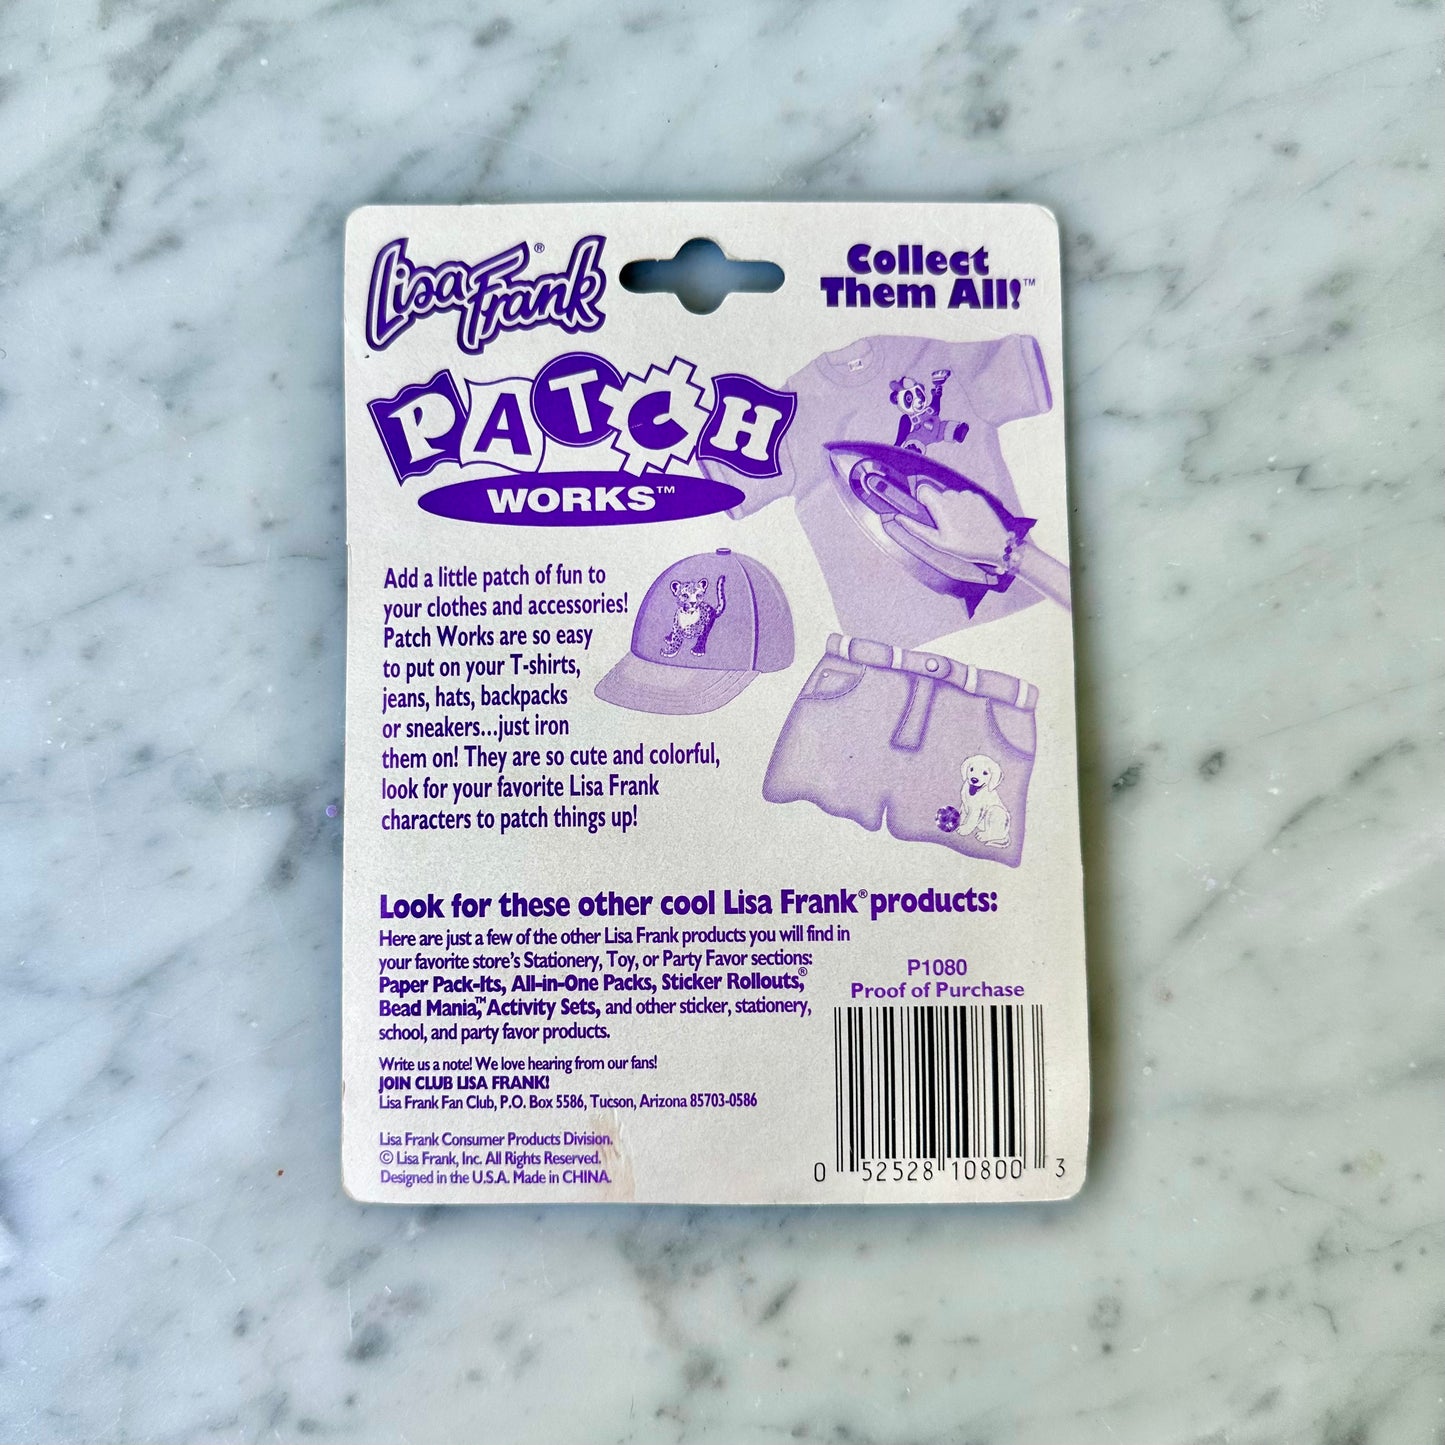 Lisa Frank®
Collect
Them All!™
PATCH
WORKS™
Add a little patch of fun to
your clothes and accessories!
Patch Works are so easy
to put on your T-shirts,
jeans, hats, backpacks
or sneakers...just iron
them on! They are so cute and colorful,
look for your favorite Lisa Frank
characters to patch things up!
Look for these other cool Lisa Frank® products:
Here are just a few of the other Lisa Frank products you will find in
your favorite store's Stationery, Toy, or Party Favor sections:
Paper Pack-Its, All-in-One Packs, Sticker Rollouts,®
Bead Mania,™ Activity Sets, and other sticker, stationery,
school, and party favor products.
Write us a note! We love hearing from our fans!
JOIN CLUB LISA FRANK!
Lisa Frank Fan Club, P.O. Box 5586, Tucson, Arizona 85703-0586
Lisa Frank Consumer Products Division.
© Lisa Frank, Inc. All Rights Reserved.
Designed in the U.S.A. Made in CHINA.
P1080
Proof of Purchase
0 52528 10800 3